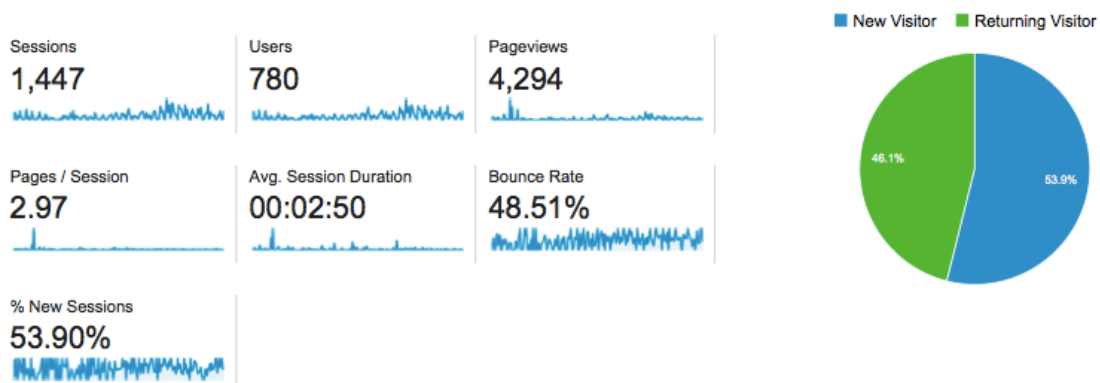 New Visitor Returning Visitor
Sessions
1,447
Users
780
Pageviews
4,294
Pages / Session
2.97
Avg. Session Duration
00:02:50
Bounce Rate
48.51%
% New Sessions
53.90%
46.1%
53.9%